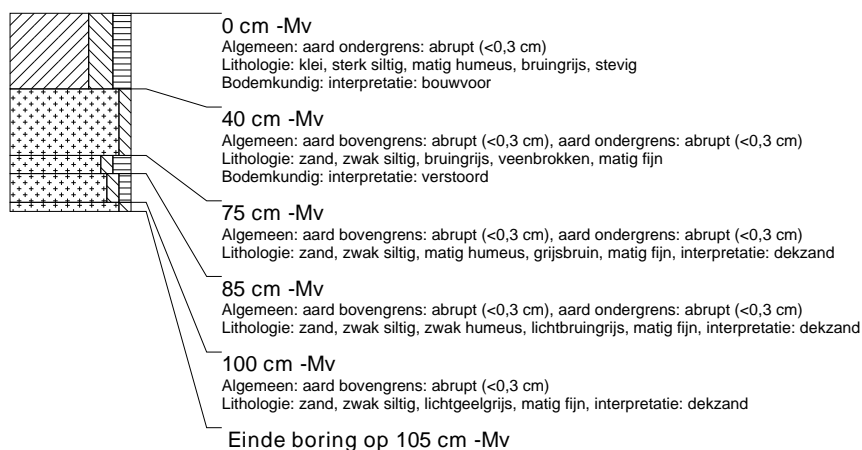 0 cm -Mv
Algemeen: aard ondergrens: abrupt (<0,3 cm)
Lithologie: klei, sterk siltig, matig humeus, bruingrijs, stevig
Bodemkundig: interpretatie: bouwvoor
40 cm -Mv
Algemeen: aard bovengrens: abrupt (<0,3 cm), aard ondergrens: abrupt (<0,3 cm)
Lithologie: zand, zwak siltig, bruingrijs, veenbrokken, matig fijn
Bodemkundig: interpretatie: verstoord
75 cm -Mv
Algemeen: aard bovengrens: abrupt (<0,3 cm), aard ondergrens: abrupt (<0,3 cm)
Lithologie: zand, zwak siltig, matig humeus, grijsbruin, matig fijn, interpretatie: dekzand
85 cm -Mv
Algemeen: aard bovengrens: abrupt (<0,3 cm), aard ondergrens: abrupt (<0,3 cm)
Lithologie: zand, zwak siltig, zwak humeus, lichtbruingrijs, matig fijn, interpretatie: dekzand
100 cm -Mv
Algemeen: aard bovengrens: abrupt (<0,3 cm)
Lithologie: zand, zwak siltig, lichtgeelgrijs, matig fijn, interpretatie: dekzand
Einde boring op 105 cm -Mv